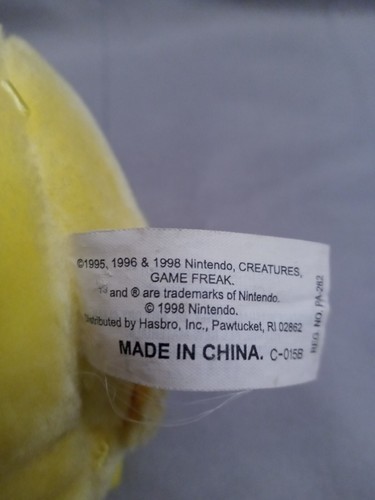 ©1995, 1996 & 1998 Nintendo, CREATURES,
GAME FREAK.
and ® are trademarks of Nintendo.
© 1998 Nintendo.
Distributed by Hasbro, Inc., Pawtucket, RI 02862
MADE IN CHINA. C-015B
REG. NO. PA-282